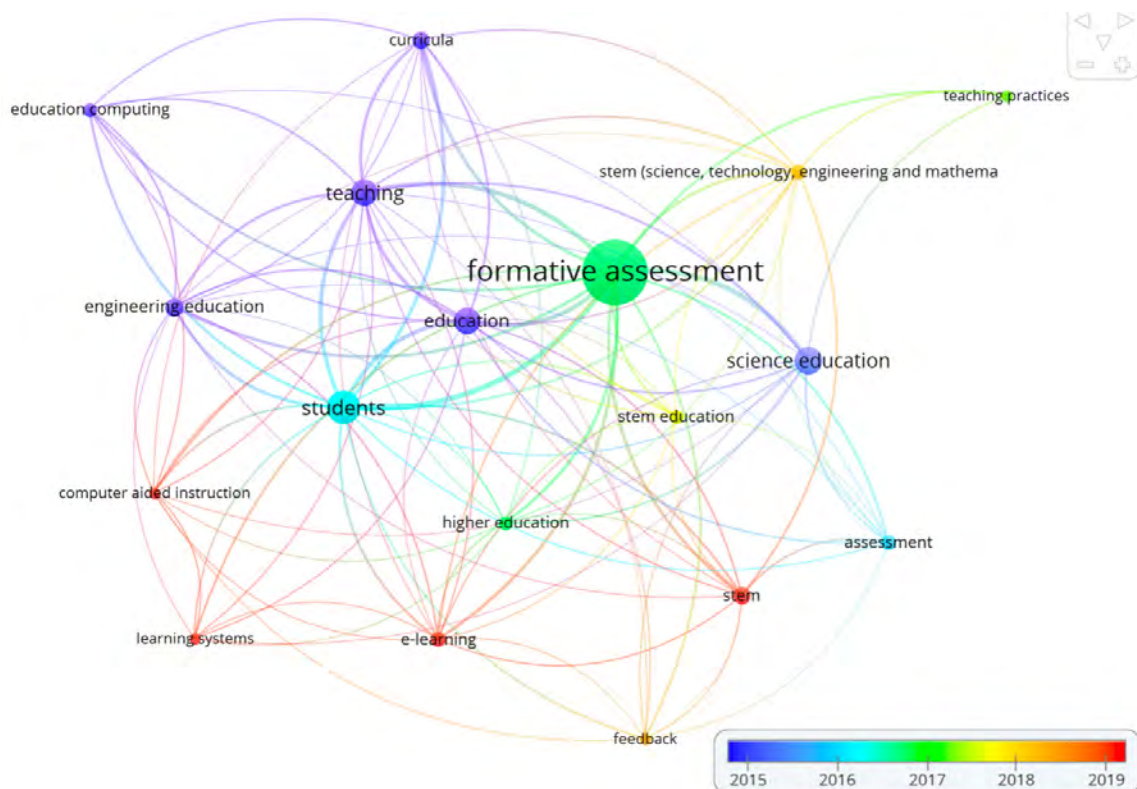 curricula
education computing
teaching practices
stem (science, technology, engineering and mathema
teaching
formative assessment
engineering education
education
science education
students
stem education
computer aided instruction
higher education
assessment
stem
learning systems
e-learning
feedback
2015 2016 2017 2018 2019